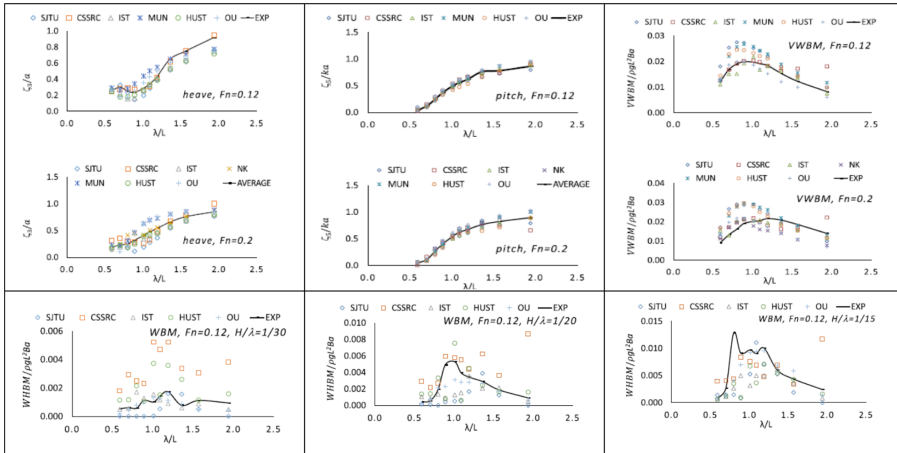 SJTU CSSRC IST MUN HUST OU EXP
1.0
0.8
0.6
0.4
0.2
0.0
ζ₃/a
heave, Fn=0.12
0.0 0.5 1.0 1.5 2.0 2.5
λ/L
SJTU CSSRC IST MUN HUST OU EXP
1.5
1.0
0.5
0.0
pitch, Fn=0.12
0.0 0.5 1.0 1.5 2.0 2.5
λ/L
SJTU CSSRC IST MUN HUST OU EXP
0.04
0.03
0.02
0.01
0.00
VWBM/ρgL²Ba
VWBM, Fn=0.12
0.0 0.5 1.0 1.5 2.0 2.5
λ/L
SJTU CSSRC IST NK
MUN HUST OU AVERAGE
1.5
1.0
0.5
0.0
heave, Fn=0.2
0.0 0.5 1.0 1.5 2.0 2.5
λ/L
SJTU CSSRC IST NK
MUN HUST OU AVERAGE
1.5
1.0
0.5
0.0
pitch, Fn=0.2
0.0 0.5 1.0 1.5 2.0 2.5
λ/L
SJTU CSSRC IST NK
MUN HUST OU EXP
0.04
0.03
0.02
0.01
0.00
VWBM/ρgL²Ba
VWBM, Fn=0.2
0.0 0.5 1.0 1.5 2.0 2.5
λ/L
SJTU CSSRC IST HUST OU EXP
WBM, Fn=0.12, H/λ=1/30
0.006
0.004
0.002
0.000
WHBM/ρgL²Ba
0.0 0.5 1.0 1.5 2.0 2.5
λ/L
SJTU CSSRC IST HUST OU EXP
WBM, Fn=0.12, H/λ=1/20
0.010
0.008
0.006
0.004
0.002
0.000
WHBM/ρgL²Ba
0.0 0.5 1.0 1.5 2.0 2.5
λ/L
SJTU CSSRC IST HUST OU EXP
WBM, Fn=0.12, H/λ=1/15
0.015
0.010
0.005
0.000
WHBM/ρgL²Ba
0.0 0.5 1.0 1.5 2.0 2.5
λ/L